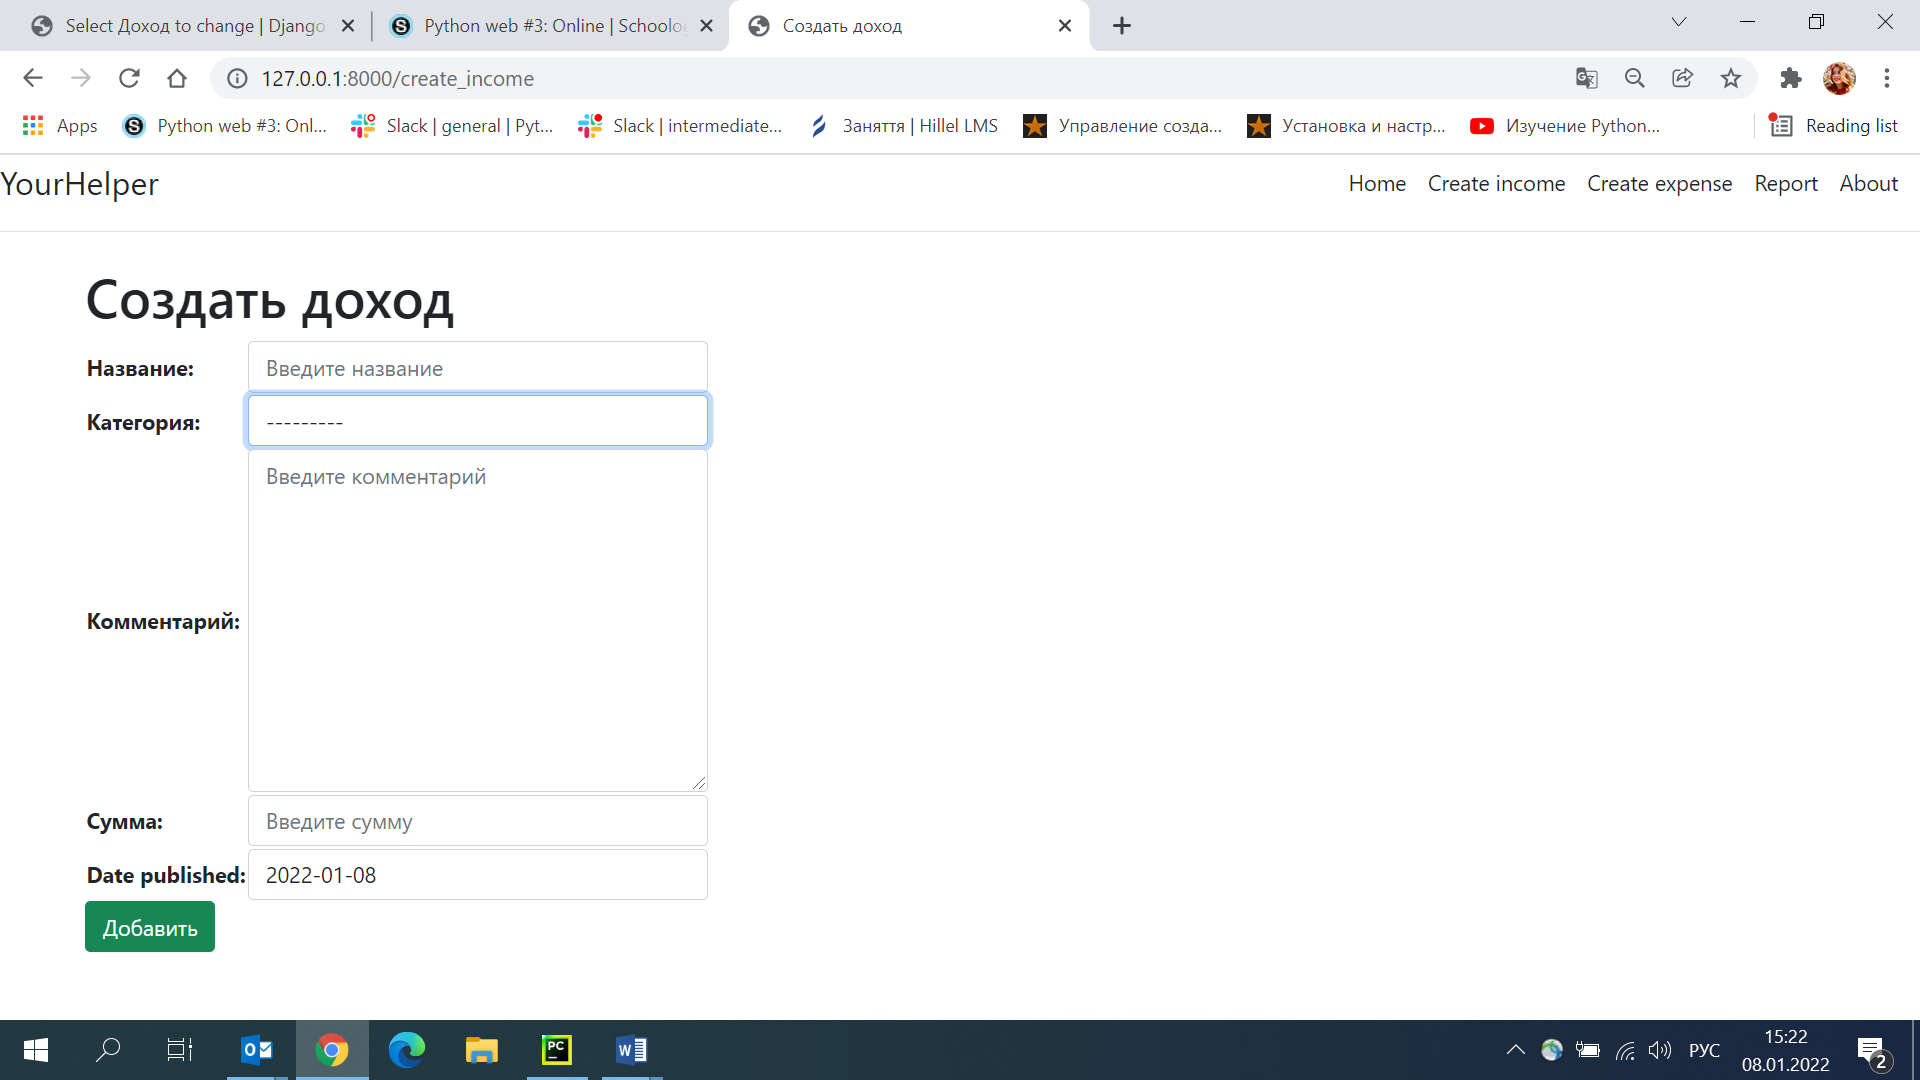 Select Доход to change | Django
Python web #3: Online | Schoolo
Создать доход
127.0.0.1:8000/create_income
Apps
Python web #3: Onl...
Slack | general | Pyt...
Slack | intermediate...
Заняття | Hillel LMS
Управление созда...
Установка и настр...
Изучение Python...
Reading list
YourHelper
Home
Create income
Create expense
Report
About
Создать доход
Название:
Введите название
Категория:
---------
Введите комментарий
Комментарий:
Сумма:
Введите сумму
Date published:
2022-01-08
Добавить
РУС
15:22
08.01.2022
2